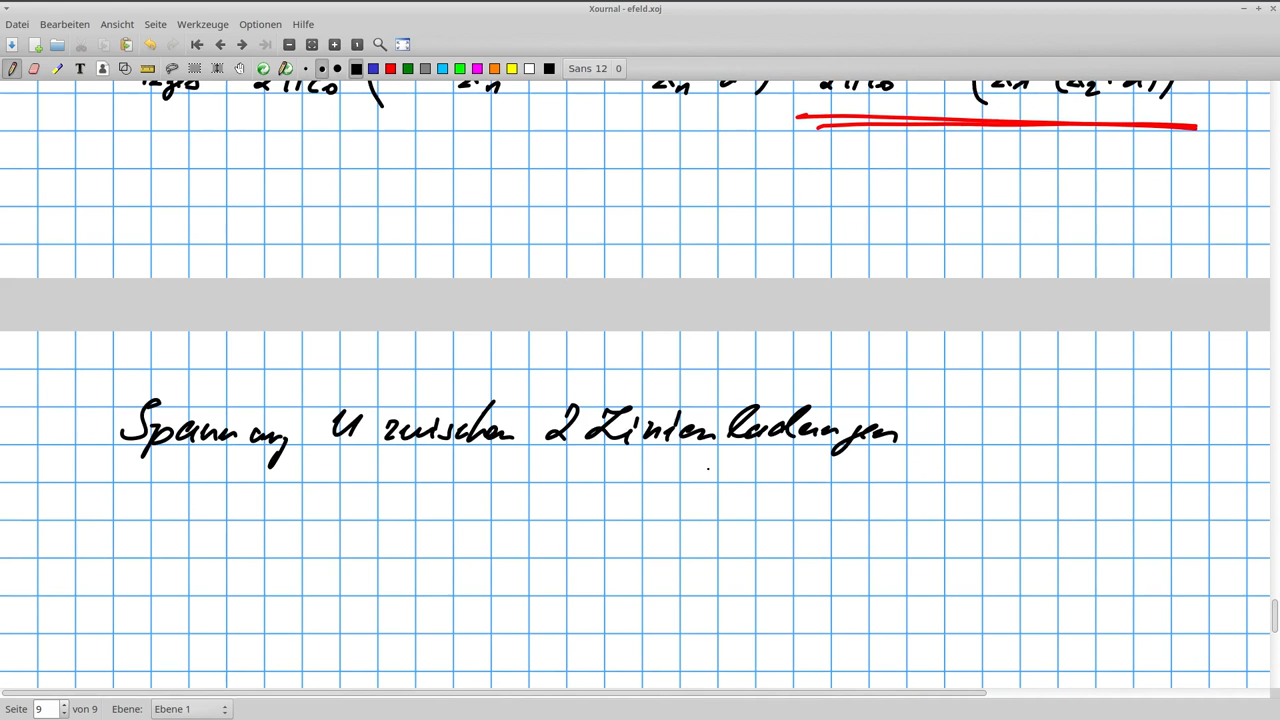 Xournal - efeld.xoj
Datei Bearbeiten Ansicht Seite Werkzeuge Optionen Hilfe
Sans 12 0
Spannung U zwischen 2 Linienladungen
Seite 9 von 9 Ebene: Ebene 1